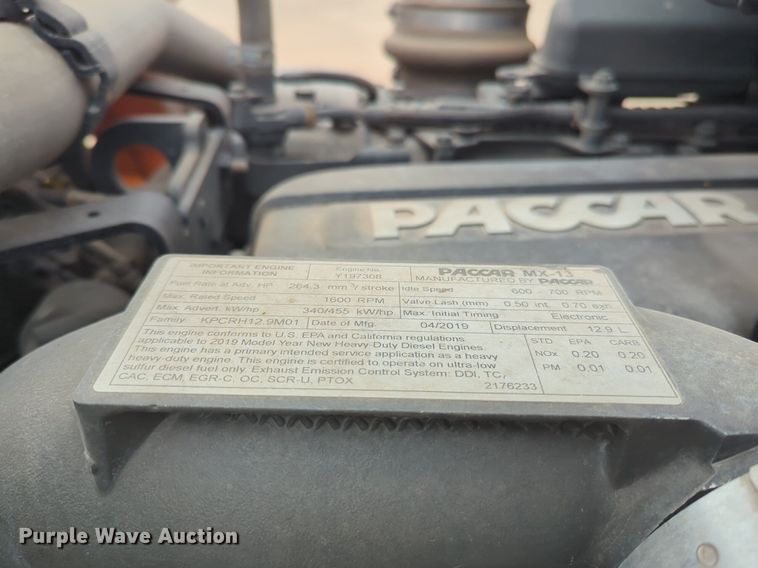 PACCAR
IMPORTANT ENGINE INFORMATION
Engine No. Y197308
PACCAR MX-13
MANUFACTURED BY PACCAR
Fuel Rate at Adv. HP 264.3 mm³/stroke
Idle Speed 600 - 700 RPM
Max. Rated Speed 1600 RPM
Valve Lash (mm) 0.50 int. 0.70 exh.
Max. Advert. kW/hp 340/455 kW/hp
Max. Initial Timing Electronic
Family KPCRH12.9M01
Date of Mfg. 04/2019
Displacement 12.9 L
This engine conforms to U.S. EPA and California regulations
applicable to 2019 Model Year New Heavy-Duty Diesel Engines.
This engine has a primary intended service application as a heavy
heavy-duty engine. This engine is certified to operate on ultra-low
sulfur diesel fuel only. Exhaust Emission Control System: DDI, TC,
CAC, ECM, EGR-C, OC, SCR-U, PTOX
2176233
STD EPA CARB
NOx 0.20 0.20
PM 0.01 0.01
Purple Wave Auction